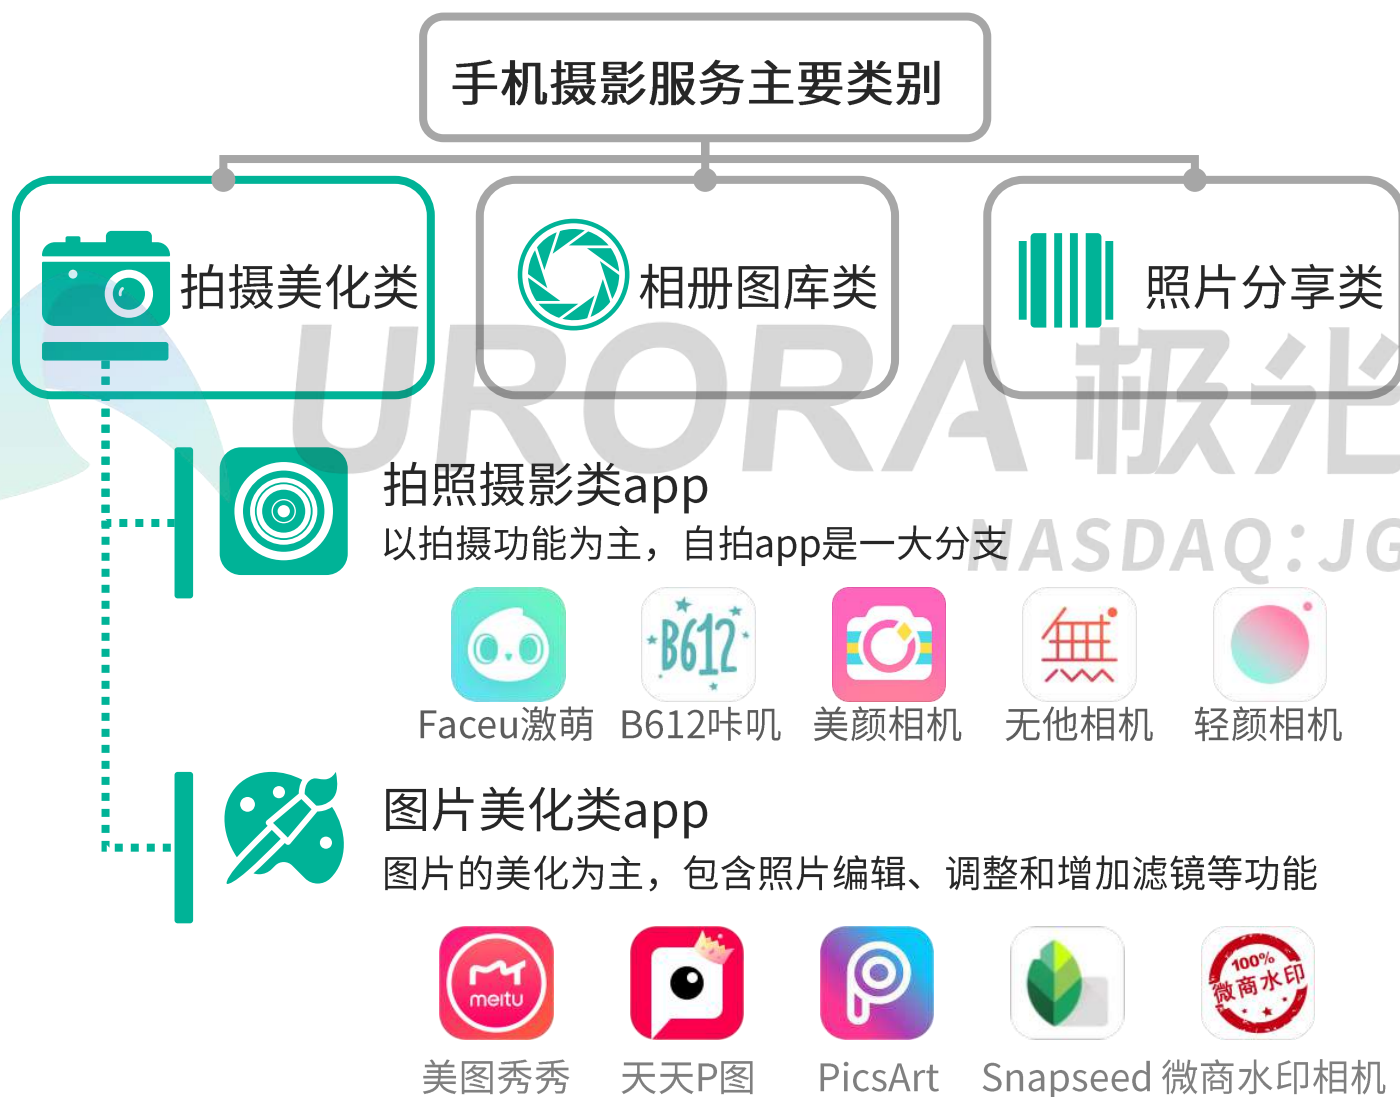 手机摄影服务主要类别
拍摄美化类
相册图库类
照片分享类
URORA 极光
NASDAQ:JG
拍照摄影类app
以拍摄功能为主，自拍app是一大分支
B612
無
Faceu激萌
B612咔叽
美颜相机
无他相机
轻颜相机
图片美化类app
图片的美化为主，包含照片编辑、调整和增加滤镜等功能
meitu
100%
微商水印
美图秀秀
天天P图
PicsArt
Snapseed
微商水印相机